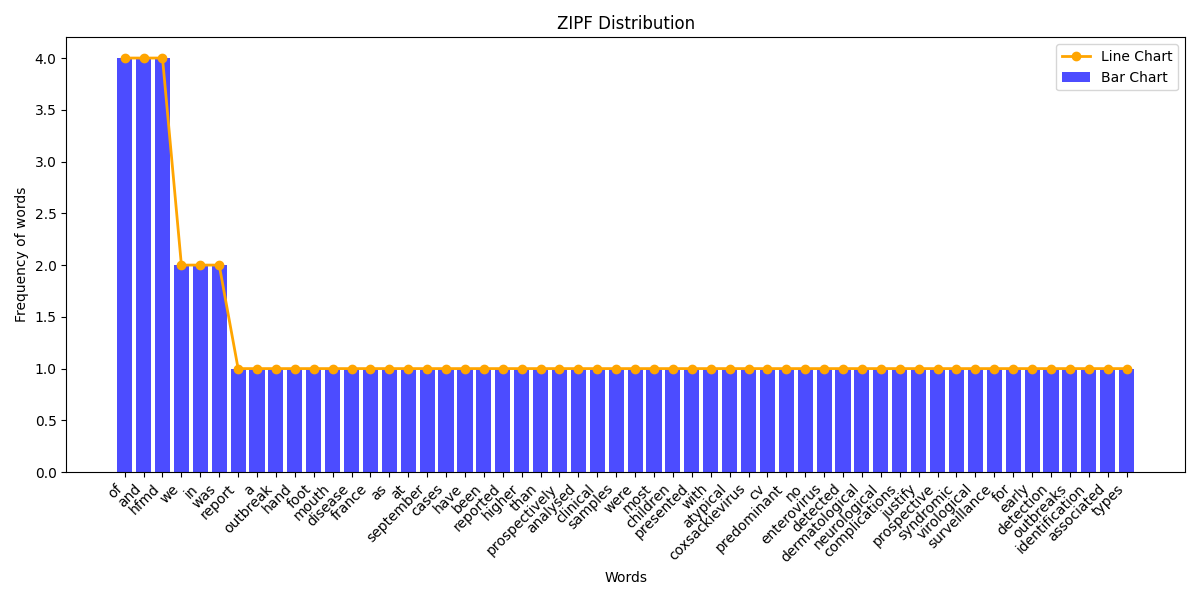 ZIPF Distribution
Line Chart
Bar Chart
Frequency of words
4.0
3.5
3.0
2.5
2.0
1.5
1.0
0.5
0.0
of
and
hfmd
we
in
was
report
a
outbreak
hand
foot
mouth
disease
france
as
at
september
cases
have
been
reported
higher
than
prospectively
analysed
clinical
samples
were
most
children
presented
with
atypical
coxsacklevirus
cv
predominant
no
enterovirus
detected
dermatological
neurological
complications
justify
prospective
syndromic
virological
surveillance
for
early
detection
outbreaks
identification
associated
types
Words